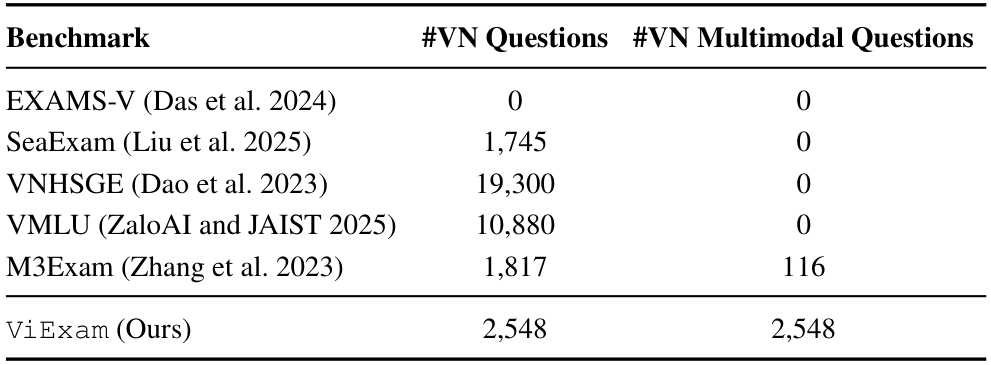 Benchmark #VN Questions #VN Multimodal Questions
EXAMS-V (Das et al. 2024) 0 0
SeaExam (Liu et al. 2025) 1,745 0
VNHSGE (Dao et al. 2023) 19,300 0
VMLU (ZaloAI and JAIST 2025) 10,880 0
M3Exam (Zhang et al. 2023) 1,817 116
ViExam (Ours) 2,548 2,548